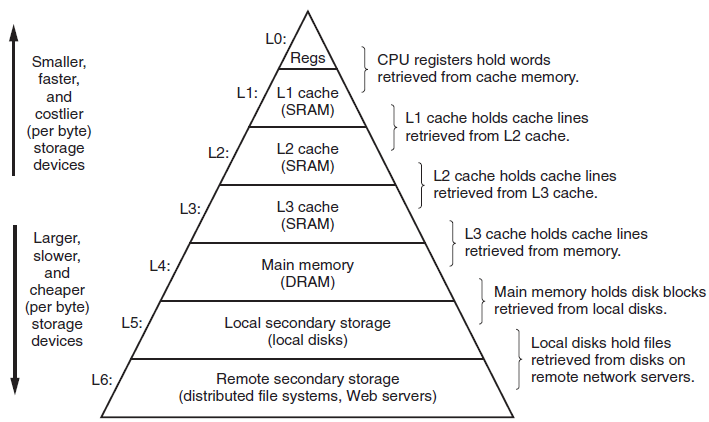 Smaller,
faster,
and
costlier
(per byte)
storage
devices
Larger,
slower,
and
cheaper
(per byte)
storage
devices
L0:
Regs
CPU registers hold words
retrieved from cache memory.
L1:
L1 cache
(SRAM)
L1 cache holds cache lines
retrieved from L2 cache.
L2:
L2 cache
(SRAM)
L2 cache holds cache lines
retrieved from L3 cache.
L3:
L3 cache
(SRAM)
L3 cache holds cache lines
retrieved from memory.
L4:
Main memory
(DRAM)
Main memory holds disk blocks
retrieved from local disks.
L5:
Local secondary storage
(local disks)
Local disks hold files
retrieved from disks on
remote network servers.
L6:
Remote secondary storage
(distributed file systems, Web servers)